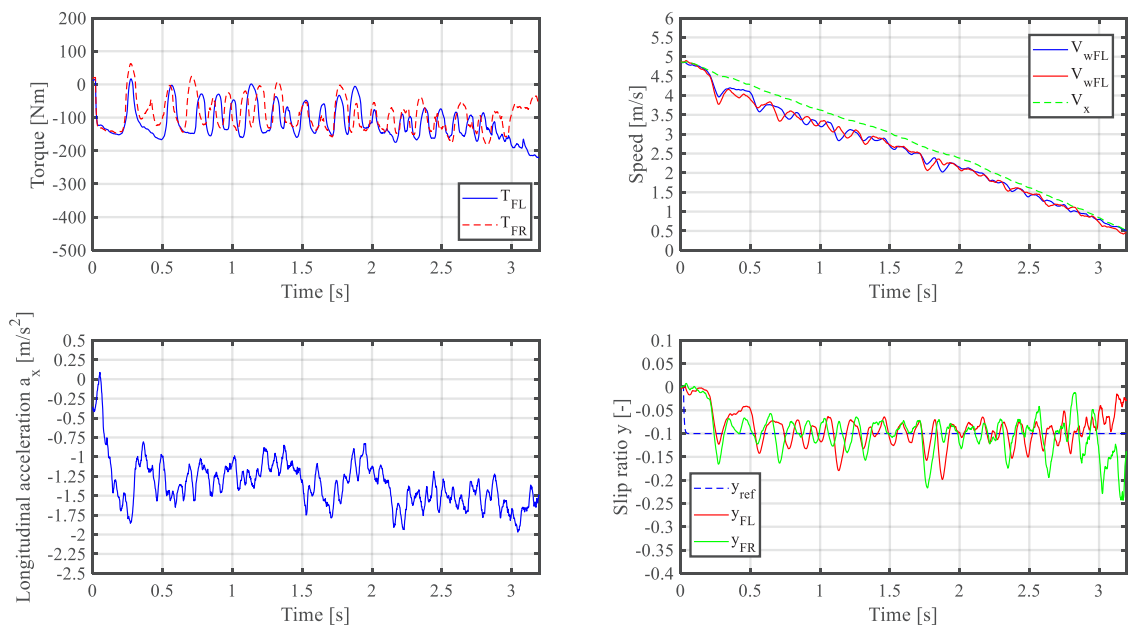 200
100
0
-100
-200
-300
-400
-500
Torque [Nm]
T_FL
T_FR
0 0.5 1 1.5 2 2.5 3
Time [s]
6
5.5
5
4.5
4
3.5
3
2.5
2
1.5
1
0.5
0
Speed [m/s]
V_wFL
V_wFL
V_x
0 0.5 1 1.5 2 2.5 3
Time [s]
0.5
0.25
0
-0.25
-0.5
-0.75
-1
-1.25
-1.5
-1.75
-2
-2.25
-2.5
Longitudinal acceleration a_x [m/s²]
0 0.5 1 1.5 2 2.5 3
Time [s]
0.1
0.05
0
-0.05
-0.1
-0.15
-0.2
-0.25
-0.3
-0.35
-0.4
Slip ratio y [-]
y_ref
y_FL
y_FR
0 0.5 1 1.5 2 2.5 3
Time [s]